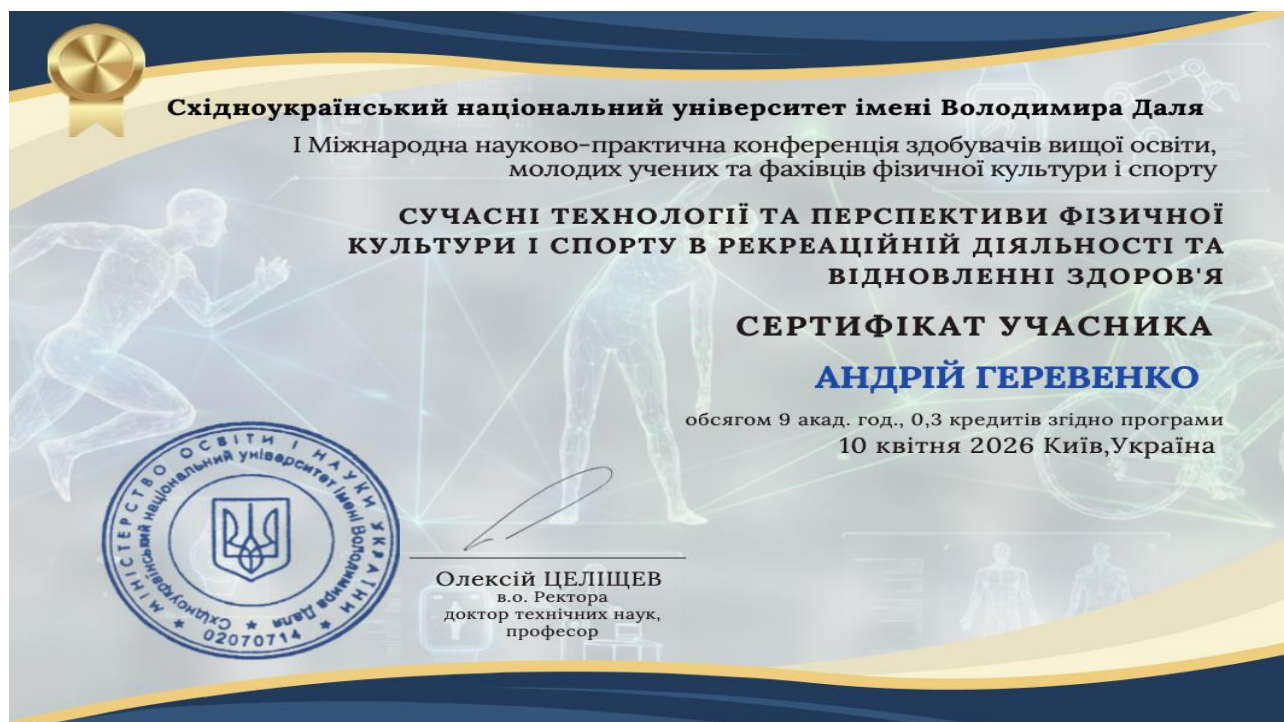 Східноукраїнський національний університет імені Володимира Даля
І Міжнародна науково-практична конференція здобувачів вищої освіти,
молодих учених та фахівців фізичної культури і спорту
СУЧАСНІ ТЕХНОЛОГІЇ ТА ПЕРСПЕКТИВИ ФІЗИЧНОЇ
КУЛЬТУРИ І СПОРТУ В РЕКРЕАЦІЙНІЙ ДІЯЛЬНОСТІ ТА
ВІДНОВЛЕННІ ЗДОРОВ'Я
СЕРТИФІКАТ УЧАСНИКА
АНДРІЙ ГЕРЕВЕНКО
обсягом 9 акад. год., 0,3 кредитів згідно програми
10 квітня 2026 Київ,Україна
МІНІСТЕРСТВО ОСВІТИ І НАУКИ УКРАЇНИ
Східноукраїнський національний університет імені Володимира Даля
02070714
Олексій ЦЕЛІЩЕВ
в.о. Ректора
доктор технічних наук,
професор